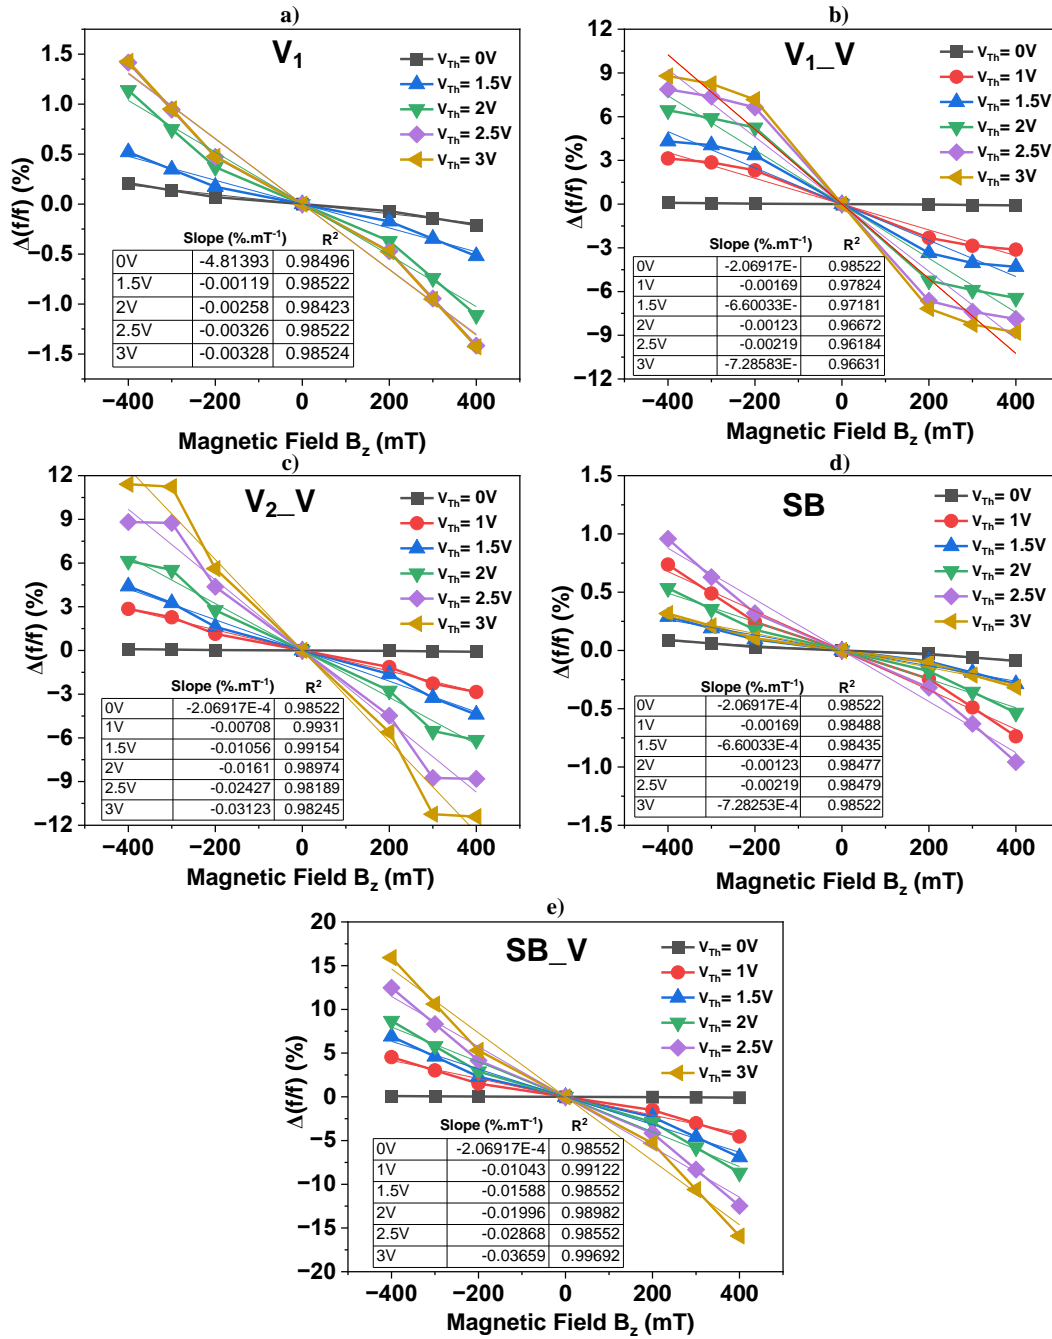 a)
V1
VTh= 0V
VTh= 1.5V
VTh= 2V
VTh= 2.5V
VTh= 3V
1.5
1.0
0.5
0.0
−0.5
−1.0
−1.5
Δ(f/f) (%)
Slope (%.mT-1) R2
0V -4.81393 0.98496
1.5V -0.00119 0.98522
2V -0.00258 0.98423
2.5V -0.00326 0.98522
3V -0.00328 0.98524
−400 −200 0 200 400
Magnetic Field Bz (mT)
b)
V1_V
VTh= 0V
VTh= 1V
VTh= 1.5V
VTh= 2V
VTh= 2.5V
VTh= 3V
12
9
6
3
0
−3
−6
−9
−12
Δ(f/f) (%)
Slope (%.mT-1) R2
0V -2.06917E- 0.98522
1V -0.00169 0.97824
1.5V -6.60033E- 0.97181
2V -0.00123 0.96672
2.5V -0.00219 0.96184
3V -7.28583E- 0.96631
−400 −200 0 200 400
Magnetic Field Bz (mT)
c)
V2_V
VTh= 0V
VTh= 1V
VTh= 1.5V
VTh= 2V
VTh= 2.5V
VTh= 3V
12
9
6
3
0
−3
−6
−9
−12
Δ(f/f) (%)
Slope (%.mT-1) R2
0V -2.06917E-4 0.98522
1V -0.00708 0.9931
1.5V -0.01056 0.99154
2V -0.0161 0.98974
2.5V -0.02427 0.98189
3V -0.03123 0.98245
−400 −200 0 200 400
Magnetic Field Bz (mT)
d)
SB
VTh= 0V
VTh= 1V
VTh= 1.5V
VTh= 2V
VTh= 2.5V
VTh= 3V
1.5
1.0
0.5
0.0
−0.5
−1.0
−1.5
Δ(f/f) (%)
Slope (%.mT-1) R2
0V -2.06917E-4 0.98522
1V -0.00169 0.98488
1.5V -6.60033E-4 0.98435
2V -0.00123 0.98477
2.5V -0.00219 0.98479
3V -7.28253E-4 0.98522
−400 −200 0 200 400
Magnetic Field Bz (mT)
e)
SB_V
VTh= 0V
VTh= 1V
VTh= 1.5V
VTh= 2V
VTh= 2.5V
VTh= 3V
20
15
10
5
0
−5
−10
−15
−20
Δ(f/f) (%)
Slope (%.mT-1) R2
0V -2.06917E-4 0.98552
1V -0.01043 0.99122
1.5V -0.01588 0.98552
2V -0.01996 0.98982
2.5V -0.02868 0.98552
3V -0.03659 0.99692
−400 −200 0 200 400
Magnetic Field Bz (mT)